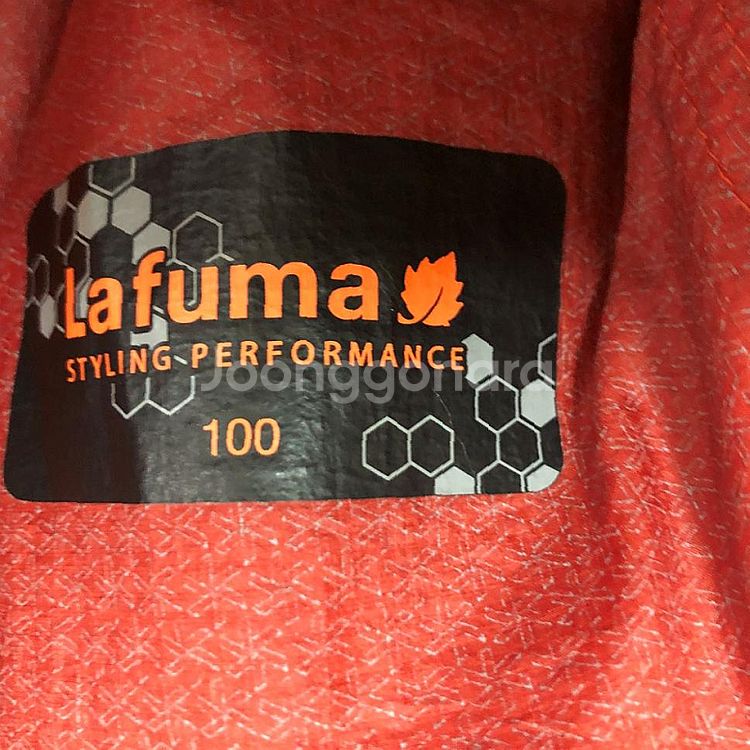 Lafuma
STYLING PERFORMANCE
Joonggonara
100